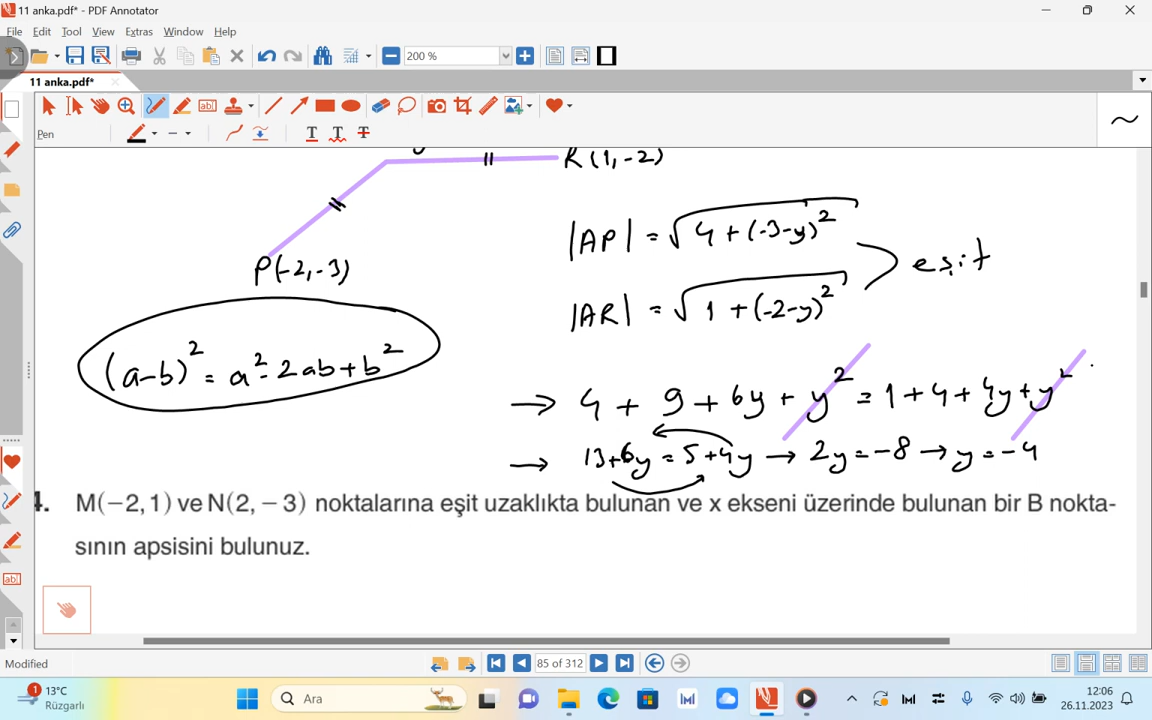 11 anka.pdf* - PDF Annotator
File Edit Tool View Extras Window Help
200 %
11 anka.pdf*
Pen
R(1,-2)
|AP| = √4+(-3-y)²
P(-2,-3)
eşit
|AR| = √1+(-2-y)²
(a-b)² = a²-2ab+b²
→ 4 + 9 + 6y + y² = 1+4+4y+y²
→ 13+6y=5+4y → 2y=-8 → y=-4
4. M(−2, 1) ve N(2, − 3) noktalarına eşit uzaklıkta bulunan ve x ekseni üzerinde bulunan bir B nokta-
sının apsisini bulunuz.
85 of 312
Modified
1
13°C
Rüzgarlı
Ara
12:06
26.11.2023